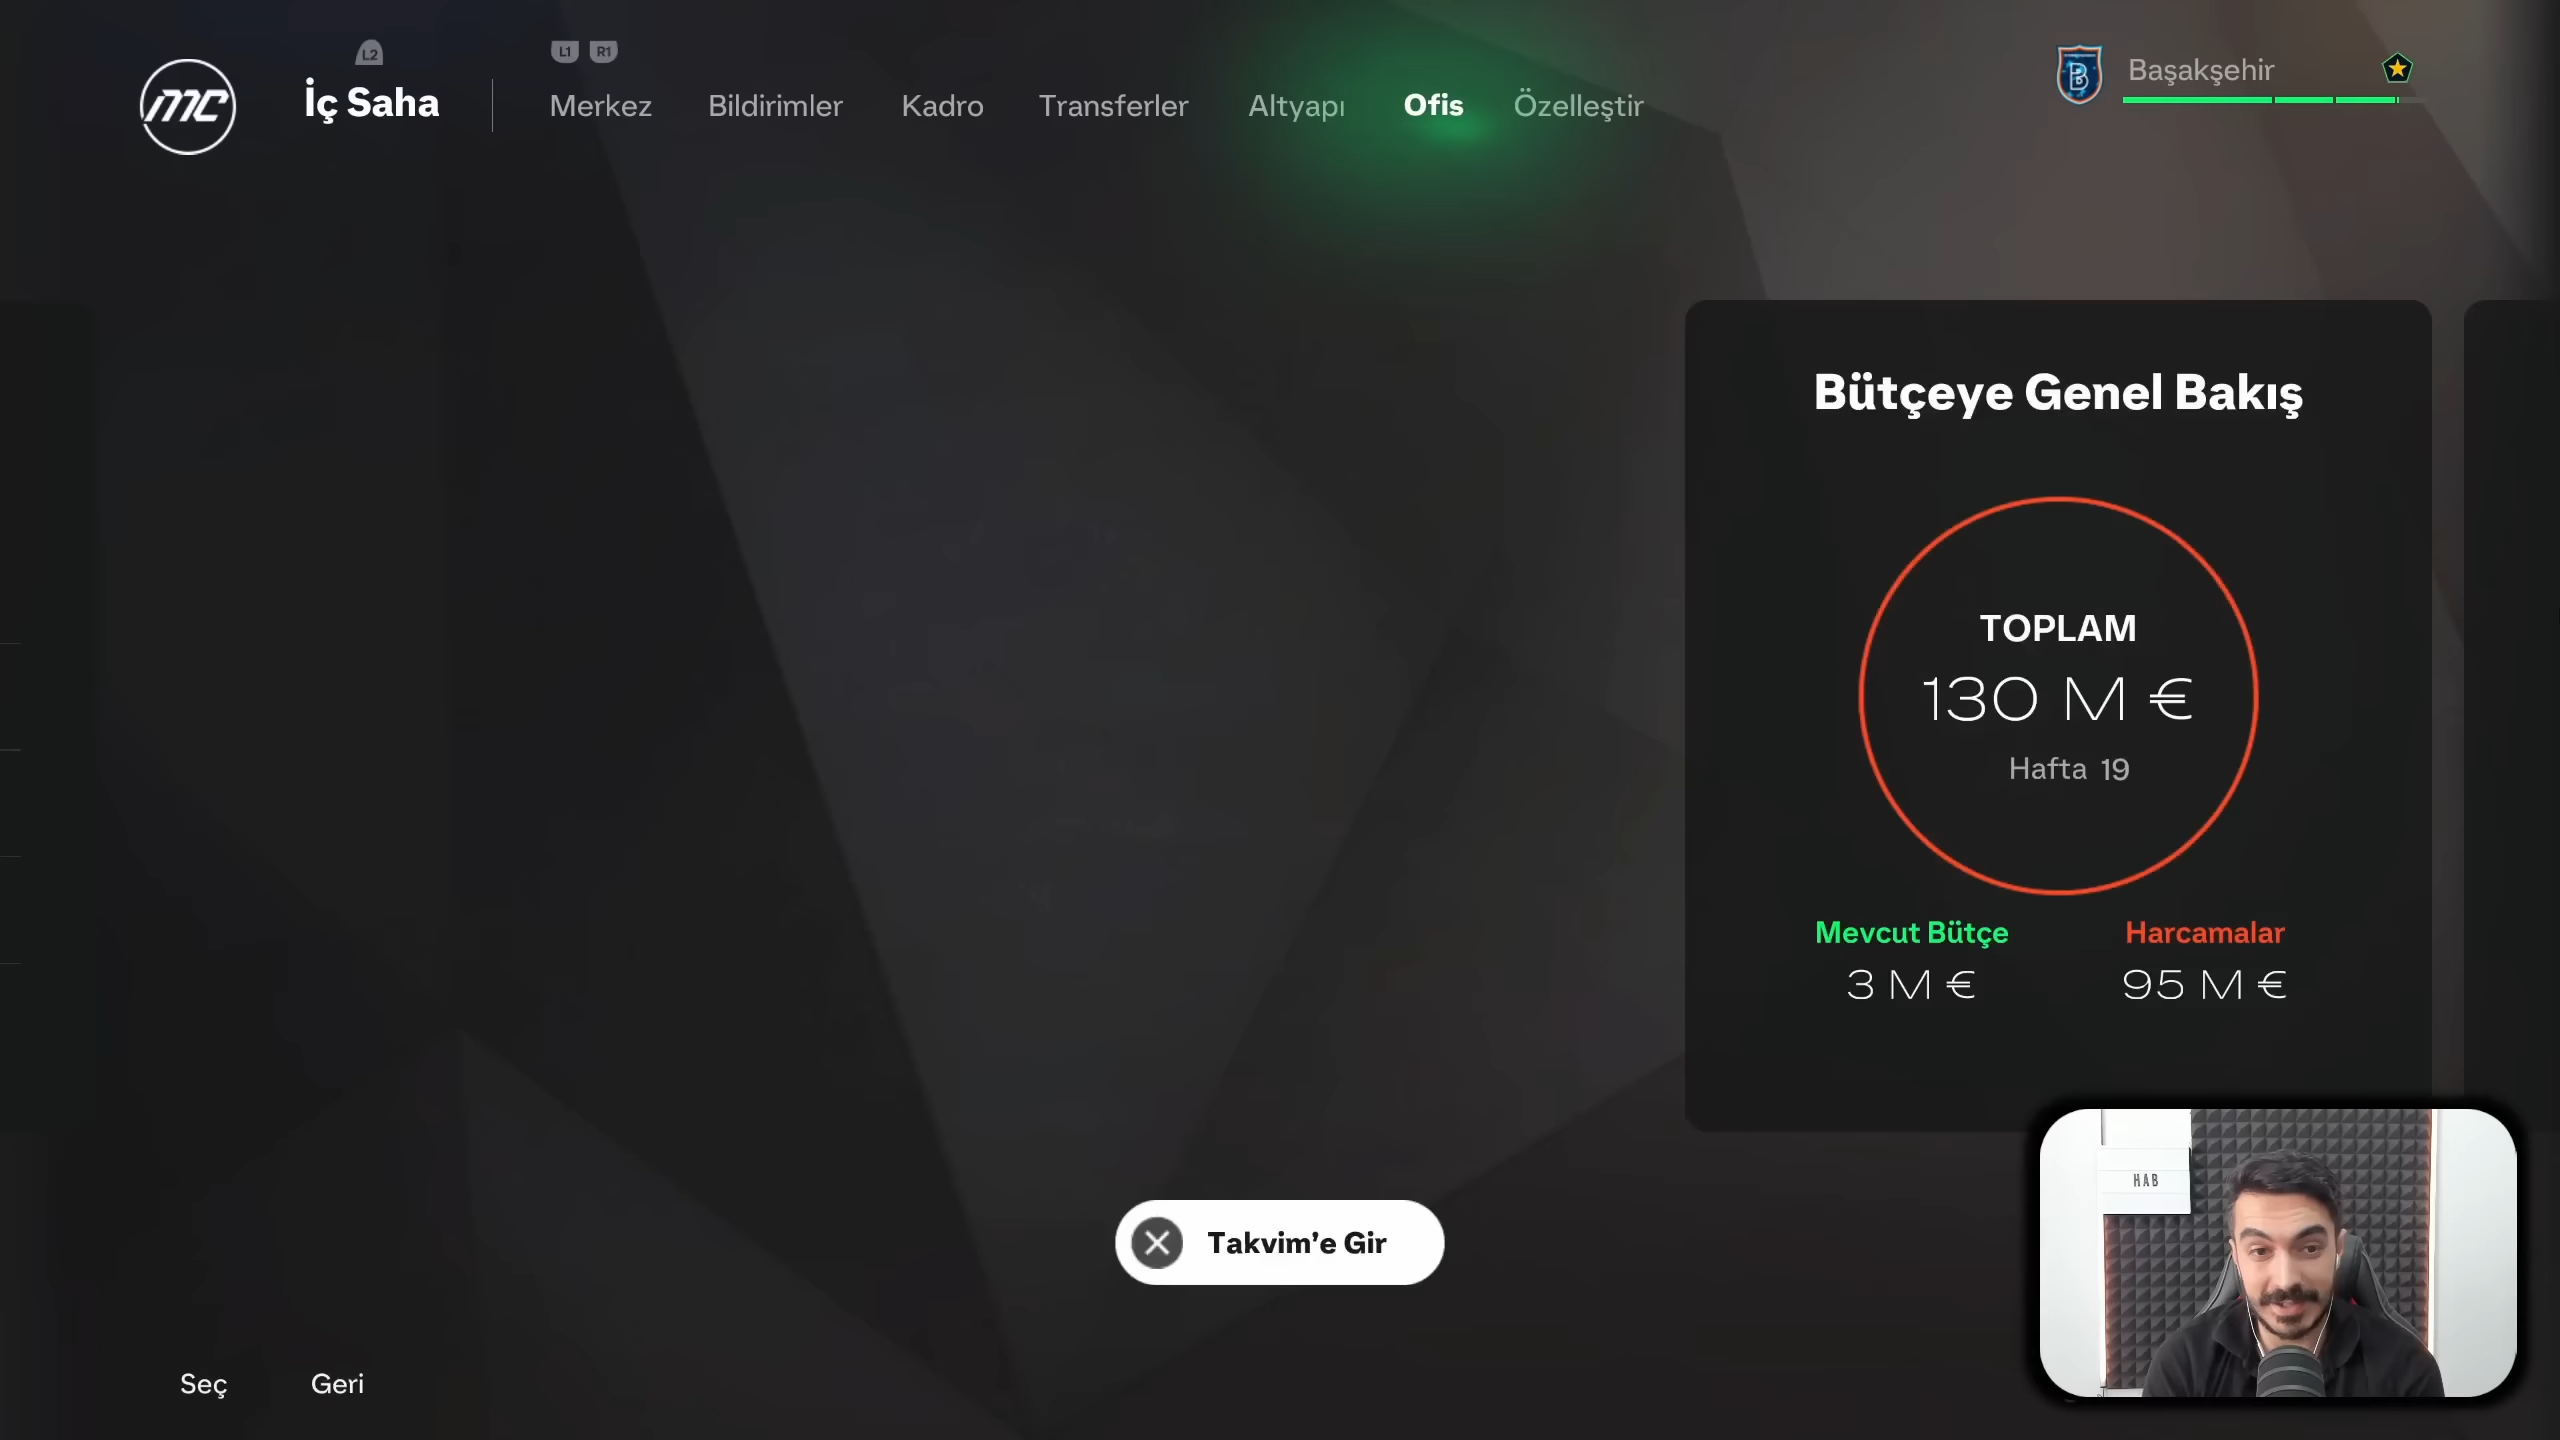 L2
L1 R1
MC
İç Saha
Merkez
Bildirimler
Kadro
Transferler
Altyapı
Ofis
Özelleştir
B
Başakşehir
Bütçeye Genel Bakış
TOPLAM
130 M €
Hafta 19
Mevcut Bütçe
Harcamalar
3 M €
95 M €
HAB
Takvim'e Gir
Seç
Geri